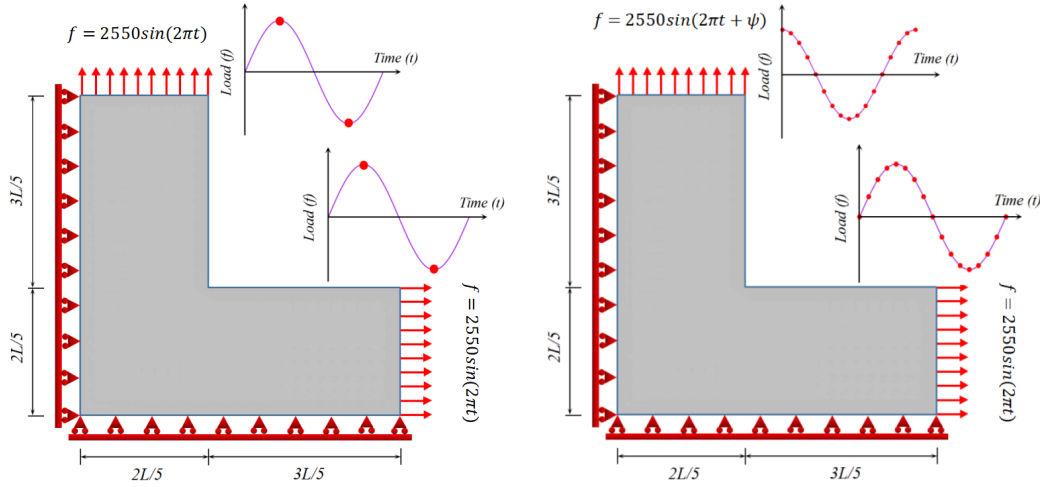 f = 2550sin(2πt)
Load (f)
Time (t)
Load (f)
Time (t)
3L/5
2L/5
f = 2550sin(2πt)
2L/5
3L/5
f = 2550sin(2πt + ψ)
Load (f)
Time (t)
Load (f)
Time (t)
3L/5
2L/5
f = 2550sin(2πt)
2L/5
3L/5